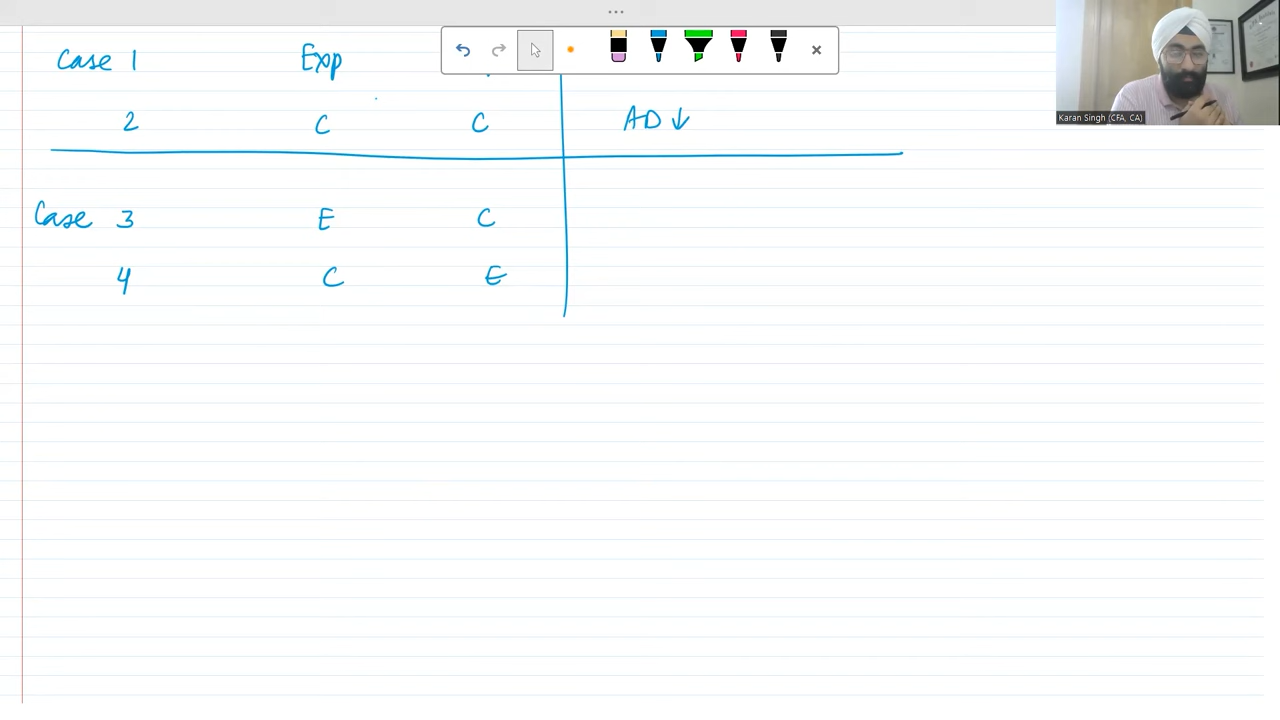 Case 1 Exp
2 C C AD ↓
Case 3 E C
4 C E
Karan Singh (CFA, CA)